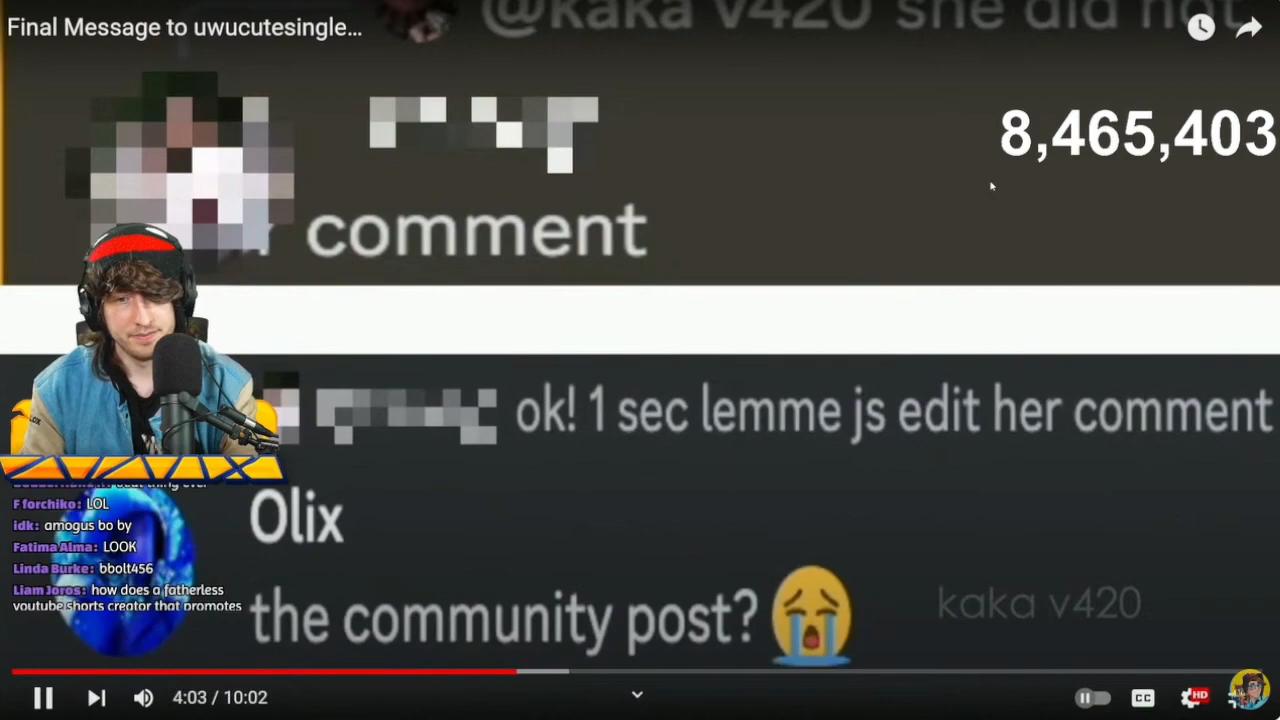 @kaka v420 she did not
Final Message to uwucutesingle...
8,465,403
comment
ok! 1 sec lemme js edit her comment
Olix
F forchiko: LOL
idk: amogus bo by
Fatima Alma: LOOK
Linda Burke: bbolt456
Liam Joros: how does a fatherless
youtube shorts creator that promotes
the community post? 😭
kaka v420
4:03 / 10:02
CC
HD